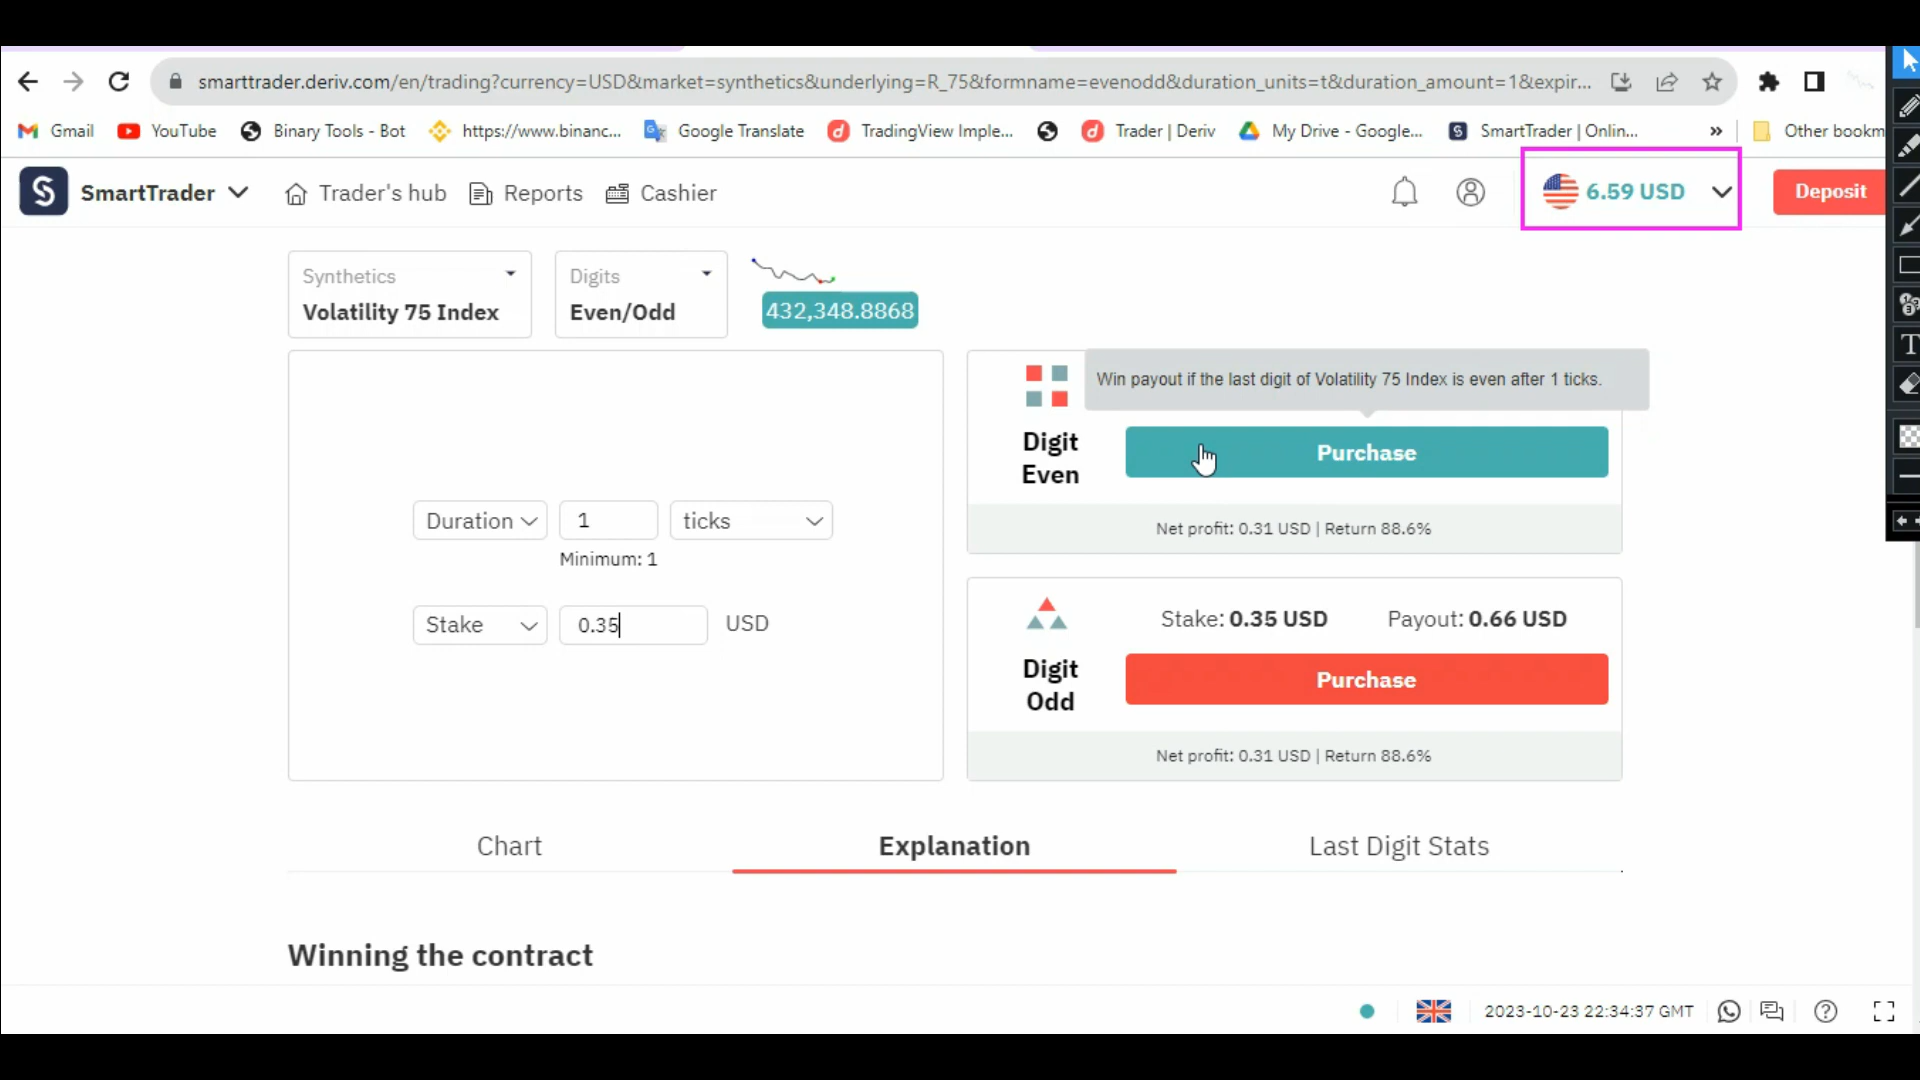 smarttrader.deriv.com/en/trading?currency=USD&market=synthetics&underlying=R_75&formname=evenodd&duration_units=t&duration_amount=1&expir...
Gmail YouTube Binary Tools - Bot https://www.binanc... Google Translate TradingView Imple... Trader | Deriv My Drive - Google... SmartTrader | Onlin... » Other bookm
SmartTrader Trader's hub Reports Cashier 6.59 USD Deposit
Synthetics
Volatility 75 Index
Digits
Even/Odd
432,348.8868
Win payout if the last digit of Volatility 75 Index is even after 1 ticks.
Digit
Even
Purchase
Net profit: 0.31 USD | Return 88.6%
Duration 1 ticks
Minimum: 1
Stake 0.35 USD
Stake: 0.35 USD Payout: 0.66 USD
Digit
Odd
Purchase
Net profit: 0.31 USD | Return 88.6%
Chart Explanation Last Digit Stats
Winning the contract
2023-10-23 22:34:37 GMT